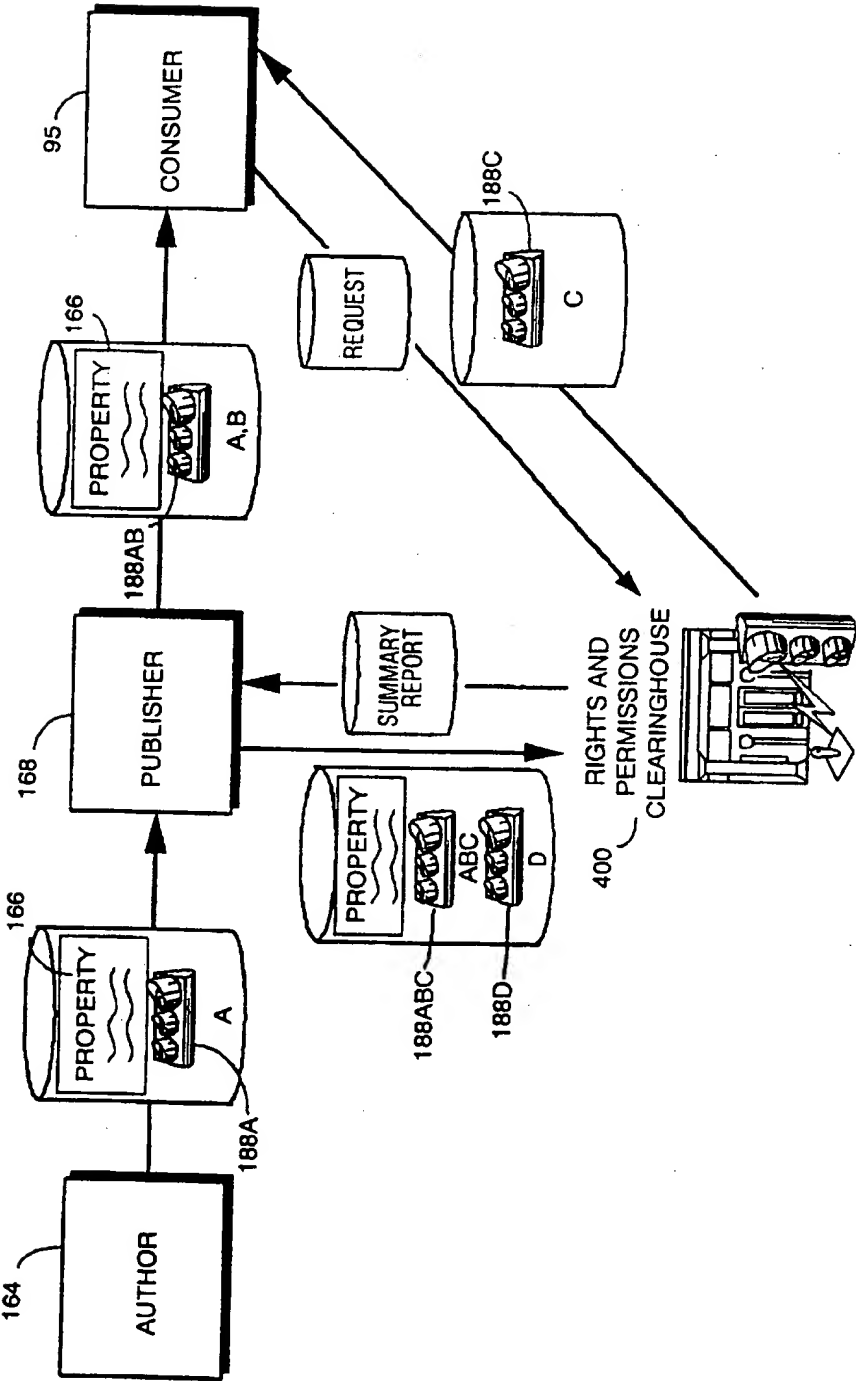 164
AUTHOR
166
PROPERTY
A
188A
168
PUBLISHER
166
PROPERTY
188AB
A,B
95
CONSUMER
SUMMARY
REPORT
PROPERTY
188ABC
ABC
188D
D
REQUEST
188C
C
400
RIGHTS AND
PERMISSIONS
CLEARINGHOUSE